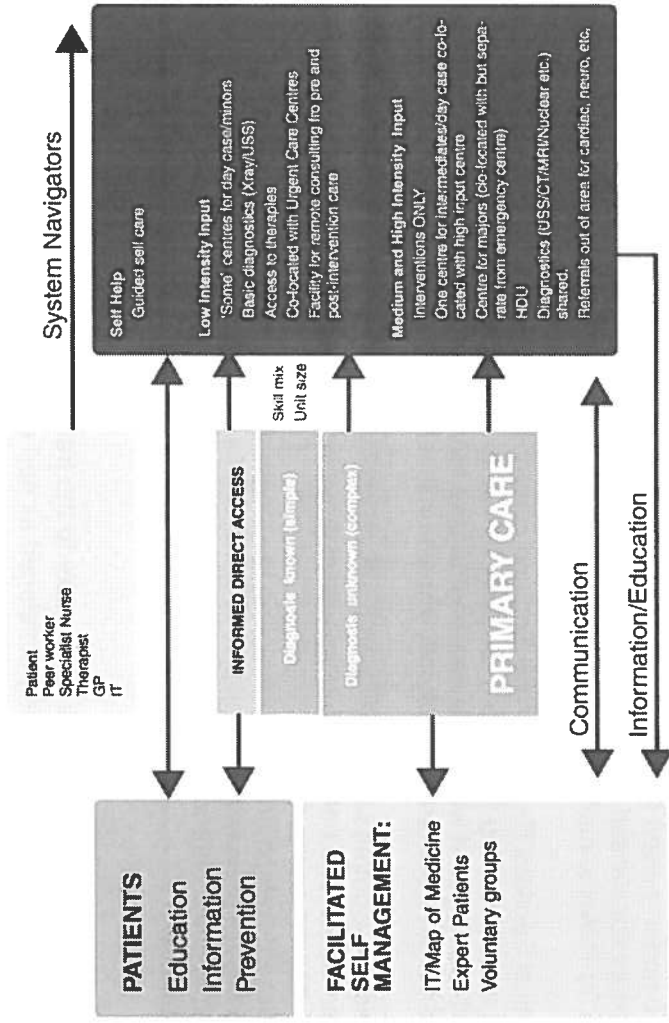 System Navigators
Patient
Peer worker
Specialist Nurse
Therapist
GP
IT
PATIENTS
Education
Information
Prevention
FACILITATED
SELF
MANAGEMENT:
IT/Map of Medicine
Expert Patients
Voluntary groups
INFORMED DIRECT ACCESS
Diagnosis known (simple)
Diagnosis unknown (complex)
PRIMARY CARE
Skill mix
Unit size
Self Help
Guided self care
Low Intensity Input
'Some' centres for day case/minors
Basic diagnostics (Xray/USS)
Access to therapies
Co-located with Urgent Care Centres
Facility for remote consulting fro pre and
post-intervention care
Medium and High Intensity Input
Interventions ONLY
One centre for intermediates/day case co-lo-
cated with high input centre
Centre for majors (co-located with but sepa-
rate from emergency centre)
HDU
Diagnostics (USS/CT/MRI/Nuclear etc.)
shared.
Referrals out of area for cardiac, neuro, etc,
Communication
Information/Education